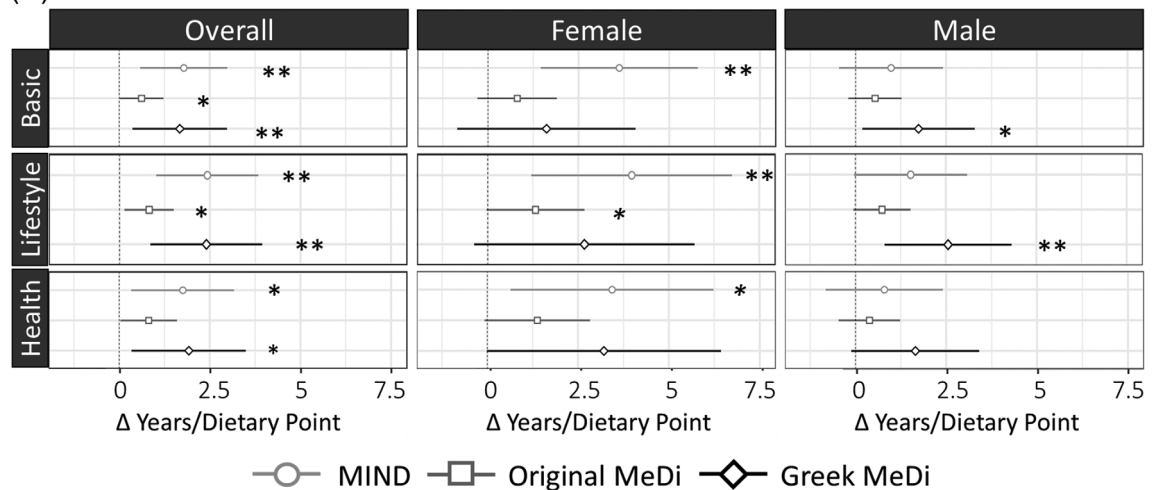 Overall Female Male
Basic
** ** 
* 
** *
Lifestyle
** **
* *
** **
Health
* *
*
0 2.5 5 7.5 0 2.5 5 7.5 0 2.5 5 7.5
Δ Years/Dietary Point Δ Years/Dietary Point Δ Years/Dietary Point
MIND Original MeDi Greek MeDi